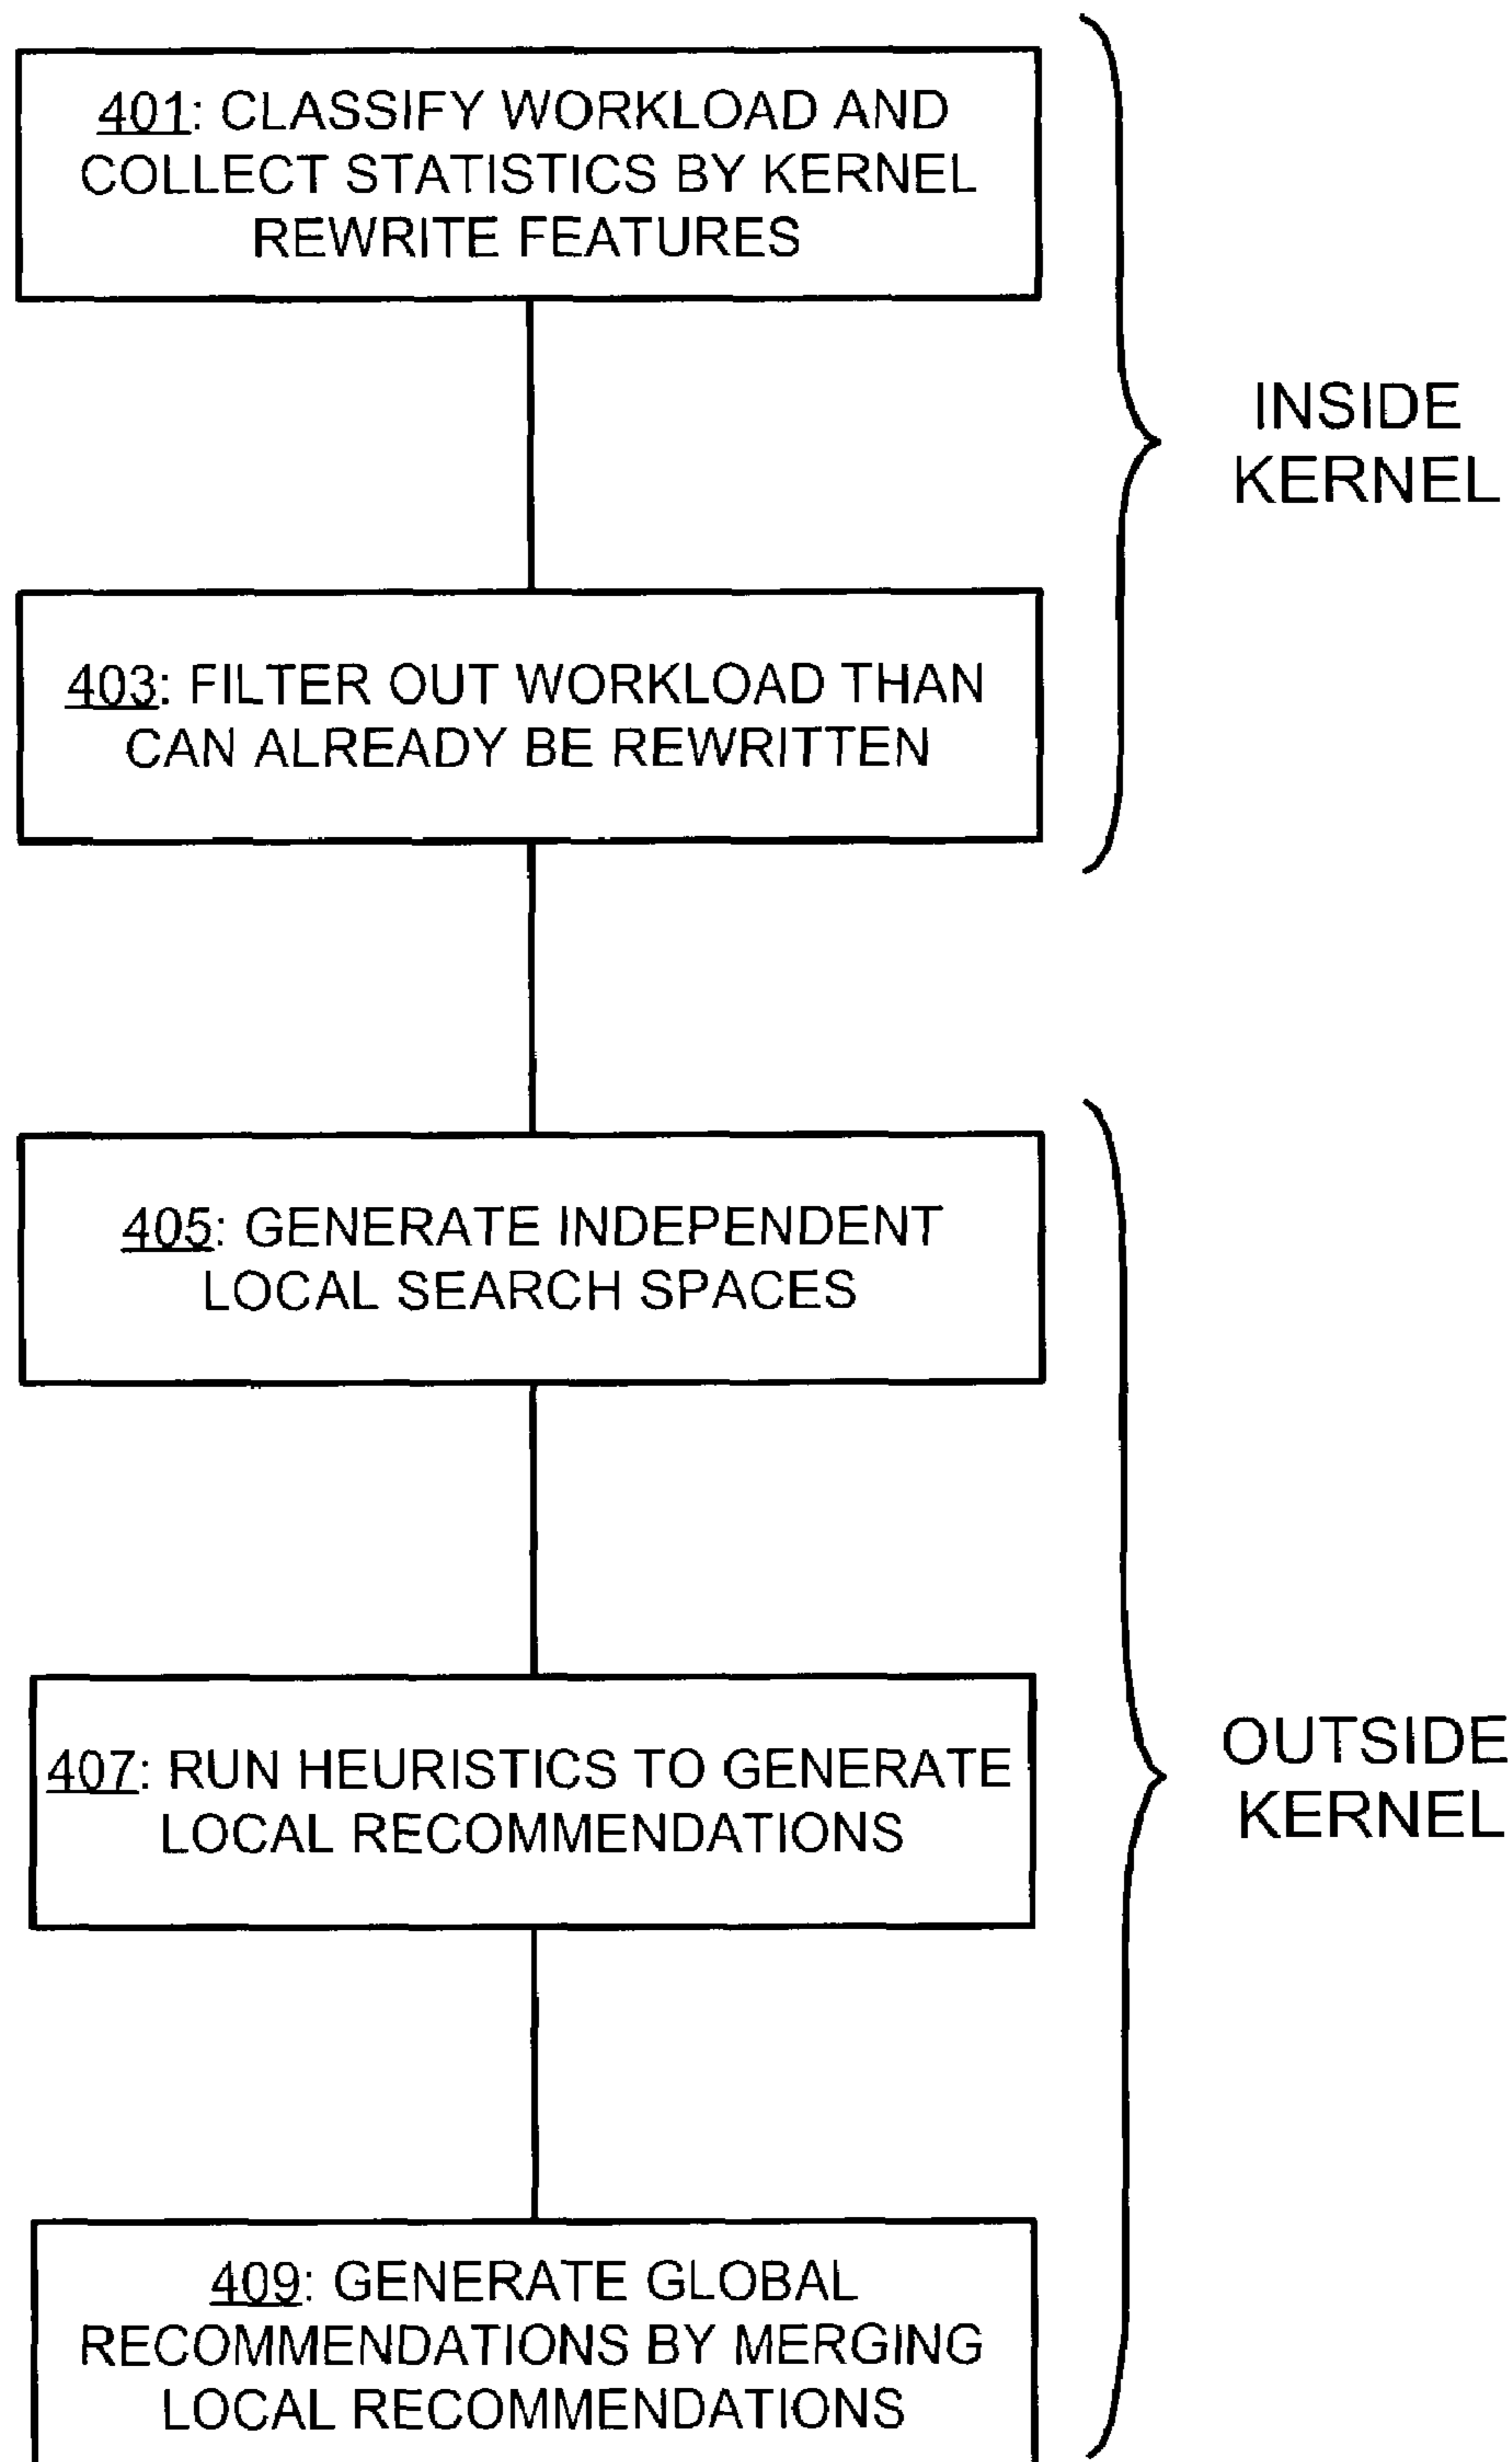 401: CLASSIFY WORKLOAD AND
COLLECT STATISTICS BY KERNEL
REWRITE FEATURES
INSIDE
KERNEL
403: FILTER OUT WORKLOAD THAN
CAN ALREADY BE REWRITTEN
405: GENERATE INDEPENDENT
LOCAL SEARCH SPACES
407: RUN HEURISTICS TO GENERATE
LOCAL RECOMMENDATIONS
OUTSIDE
KERNEL
409: GENERATE GLOBAL
RECOMMENDATIONS BY MERGING
LOCAL RECOMMENDATIONS